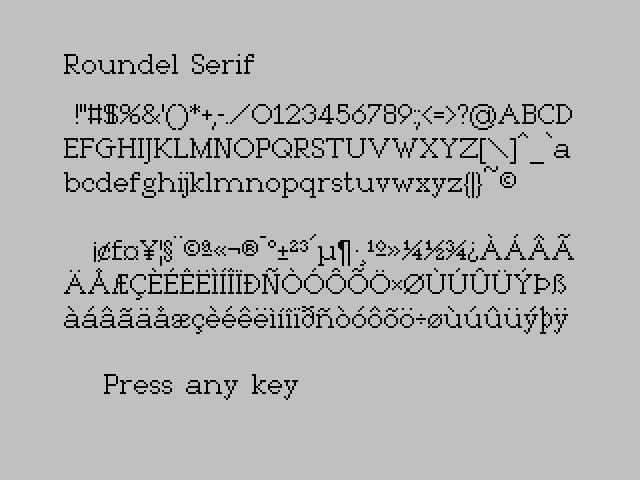 Roundel Serif
!"#$%&'()*+,-./0123456789:;<=>?@ABCD
EFGHIJKLMNOPQRSTUVWXYZ[\]^_`a
bcdefghijklmnopqrstuvwxyz{|}~©
¡¢£¤¥¦§¨©ª«¬®¯°±²³´µ¶·¸¹º»¼½¾¿ÀÁÂÃ
ÄÅÆÇÈÉÊËÌÍÎÏÐÑÒÓÔÕÖ×ØÙÚÛÜÝÞß
àáâãäåæçèéêëìíîïðñòóôõö÷øùúûüýþÿ
Press any key